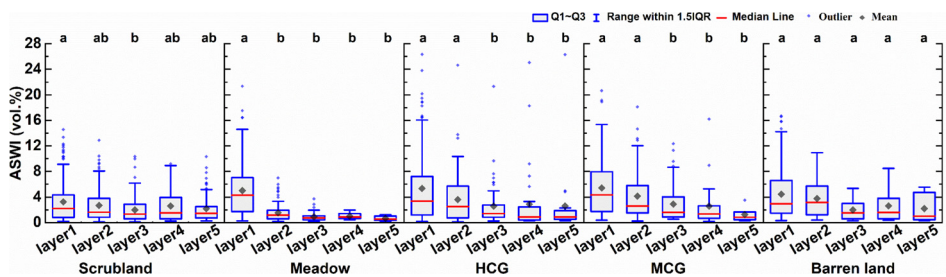 Q1~Q3 Range within 1.5IQR Median Line Outlier Mean
a ab b ab ab a b b b b a a b b b a a b b b a a a a a
28
24
20
16
12
8
4
0
ASWI (vol.%)
layer1 layer2 layer3 layer4 layer5 layer1 layer2 layer3 layer4 layer5 layer1 layer2 layer3 layer4 layer5 layer1 layer2 layer3 layer4 layer5 layer1 layer2 layer3 layer4 layer5
Scrubland Meadow HCG MCG Barren land